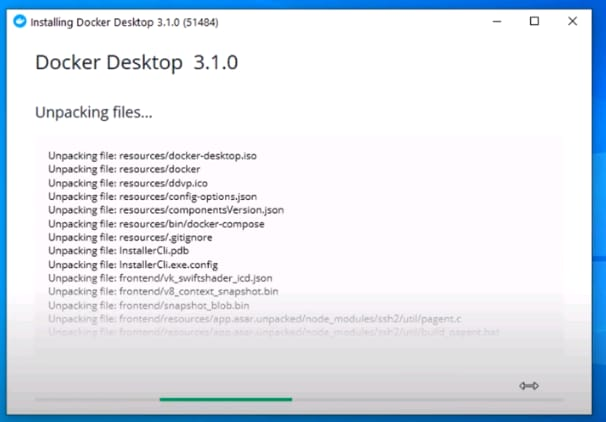 Installing Docker Desktop 3.1.0 (51484)
Docker Desktop 3.1.0
Unpacking files...
Unpacking file: resources/docker-desktop.iso
Unpacking file: resources/docker
Unpacking file: resources/ddvp.ico
Unpacking file: resources/config-options.json
Unpacking file: resources/componentsVersion.json
Unpacking file: resources/bin/docker-compose
Unpacking file: resources/.gitignore
Unpacking file: InstallerCli.pdb
Unpacking file: InstallerCli.exe.config
Unpacking file: frontend/vk_swiftshader_icd.json
Unpacking file: frontend/v8_context_snapshot.bin
Unpacking file: frontend/snapshot_blob.bin
Unpacking file: frontend/resources/app.asar.unpacked/node_modules/ssh2/util/pagent.c
Unpacking file: frontend/resources/app.asar.unpacked/node_modules/ssh2/util/build_pagent.bat